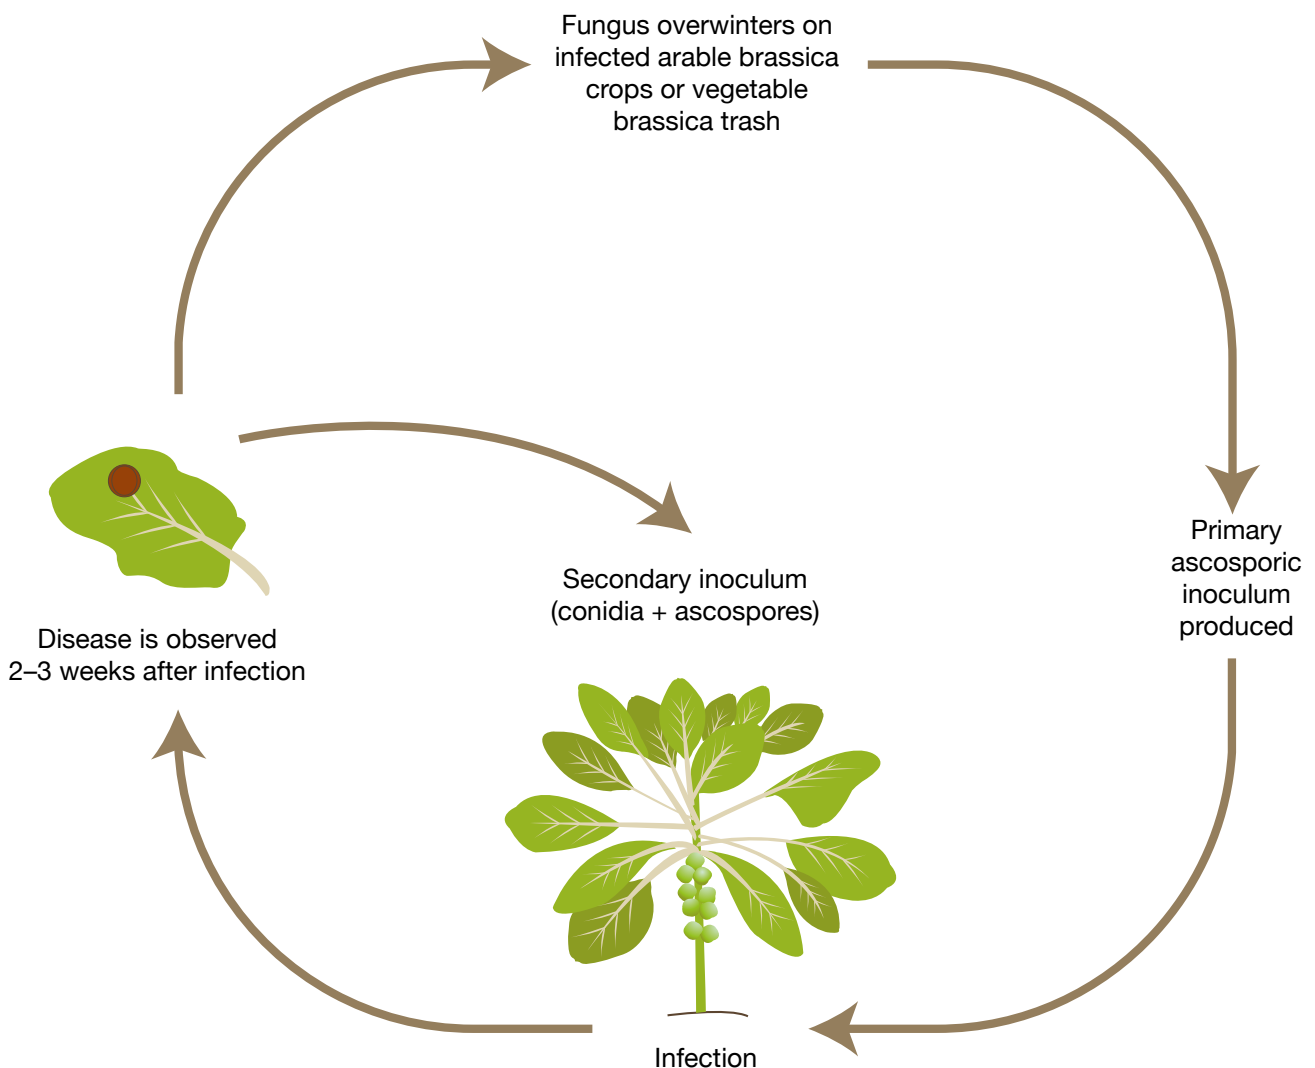 Fungus overwinters on
infected arable brassica
crops or vegetable
brassica trash
Primary
ascosporic
inoculum
produced
Secondary inoculum
(conidia + ascospores)
Disease is observed
2–3 weeks after infection
Infection